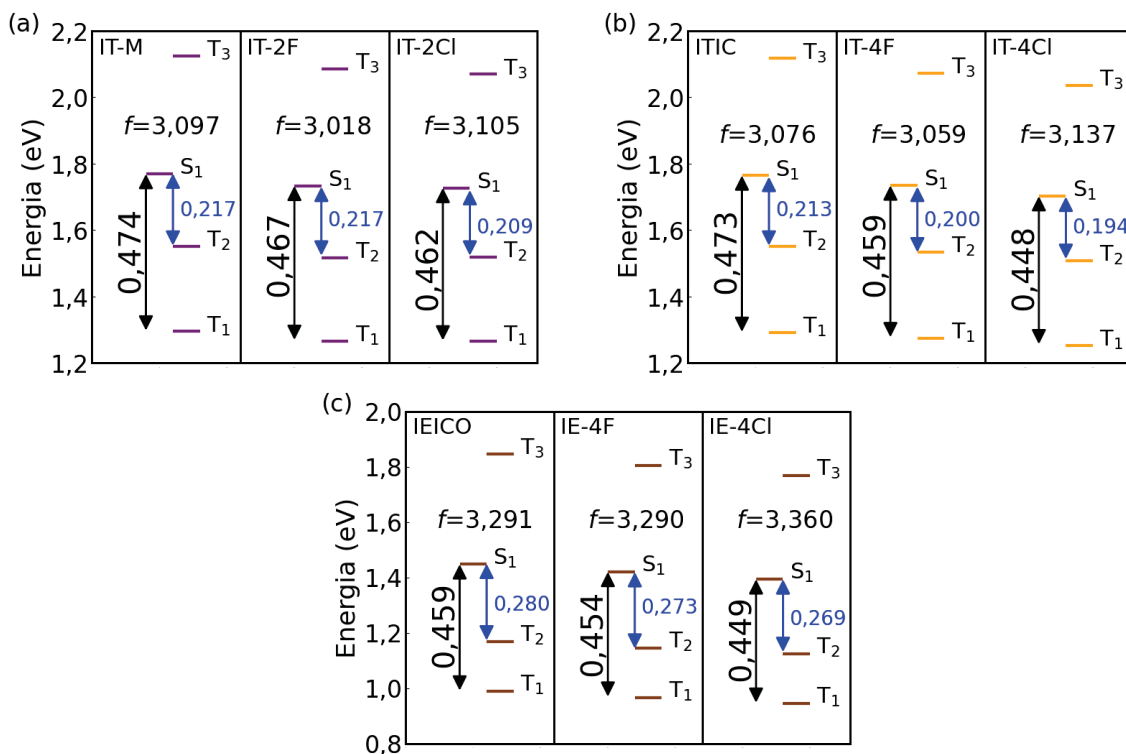 (a)
Energia (eV)
2,2
2,0
1,8
1,6
1,4
1,2
IT-M
T3
f=3,097
S1
0,474
0,217
T2
T1
IT-2F
T3
f=3,018
S1
0,467
0,217
T2
T1
IT-2Cl
T3
f=3,105
S1
0,462
0,209
T2
T1
(b)
Energia (eV)
2,2
2,0
1,8
1,6
1,4
1,2
ITIC
T3
f=3,076
S1
0,473
0,213
T2
T1
IT-4F
T3
f=3,059
S1
0,459
0,200
T2
T1
IT-4Cl
T3
f=3,137
S1
0,448
0,194
T2
T1
(c)
Energia (eV)
2,0
1,8
1,6
1,4
1,2
1,0
0,8
IEICO
T3
f=3,291
S1
0,459
0,280
T2
T1
IE-4F
T3
f=3,290
S1
0,454
0,273
T2
T1
IE-4Cl
T3
f=3,360
S1
0,449
0,269
T2
T1